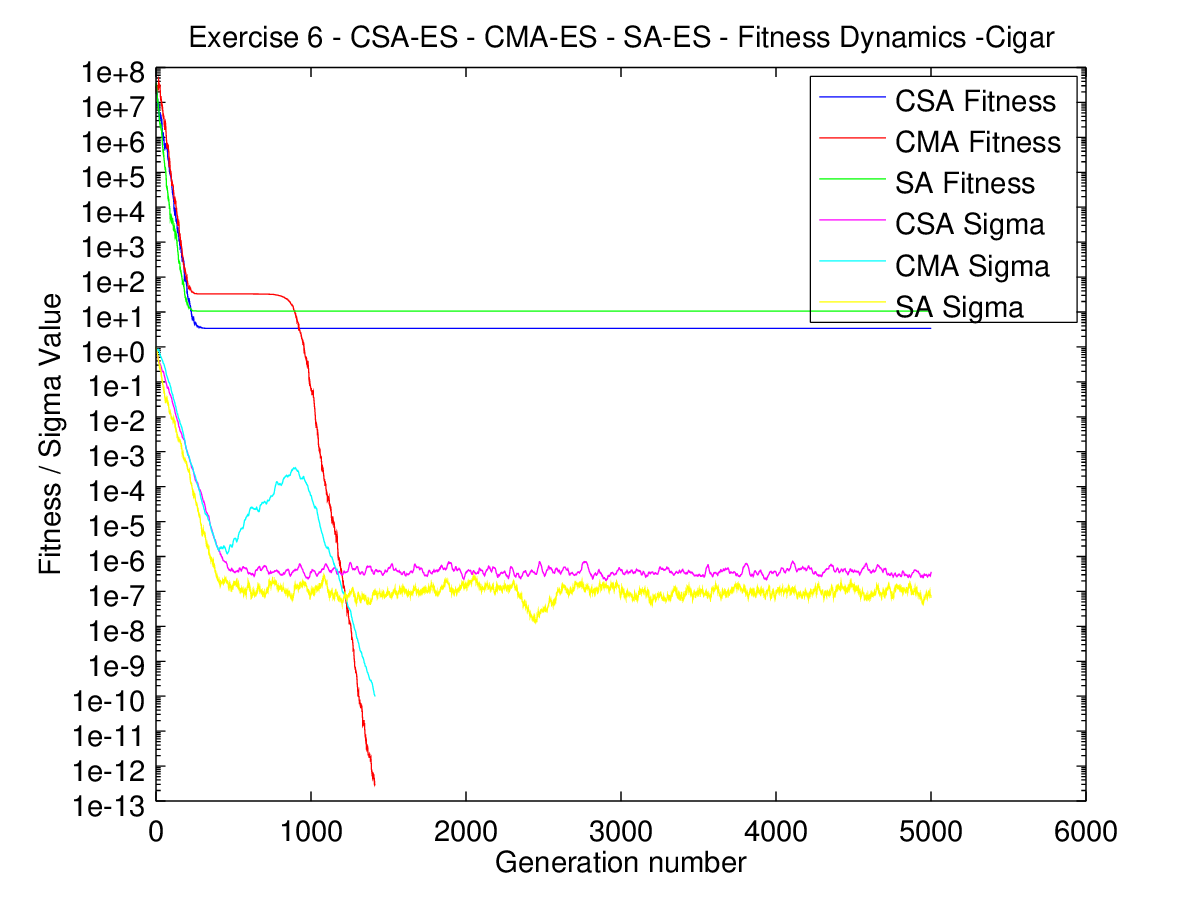 Exercise 6 - CSA-ES - CMA-ES - SA-ES - Fitness Dynamics -Cigar
1e+8
1e+7
1e+6
1e+5
1e+4
1e+3
1e+2
1e+1
1e+0
1e-1
1e-2
1e-3
1e-4
1e-5
1e-6
1e-7
1e-8
1e-9
1e-10
1e-11
1e-12
1e-13
Fitness / Sigma Value
CSA Fitness
CMA Fitness
SA Fitness
CSA Sigma
CMA Sigma
SA Sigma
0 1000 2000 3000 4000 5000 6000
Generation number